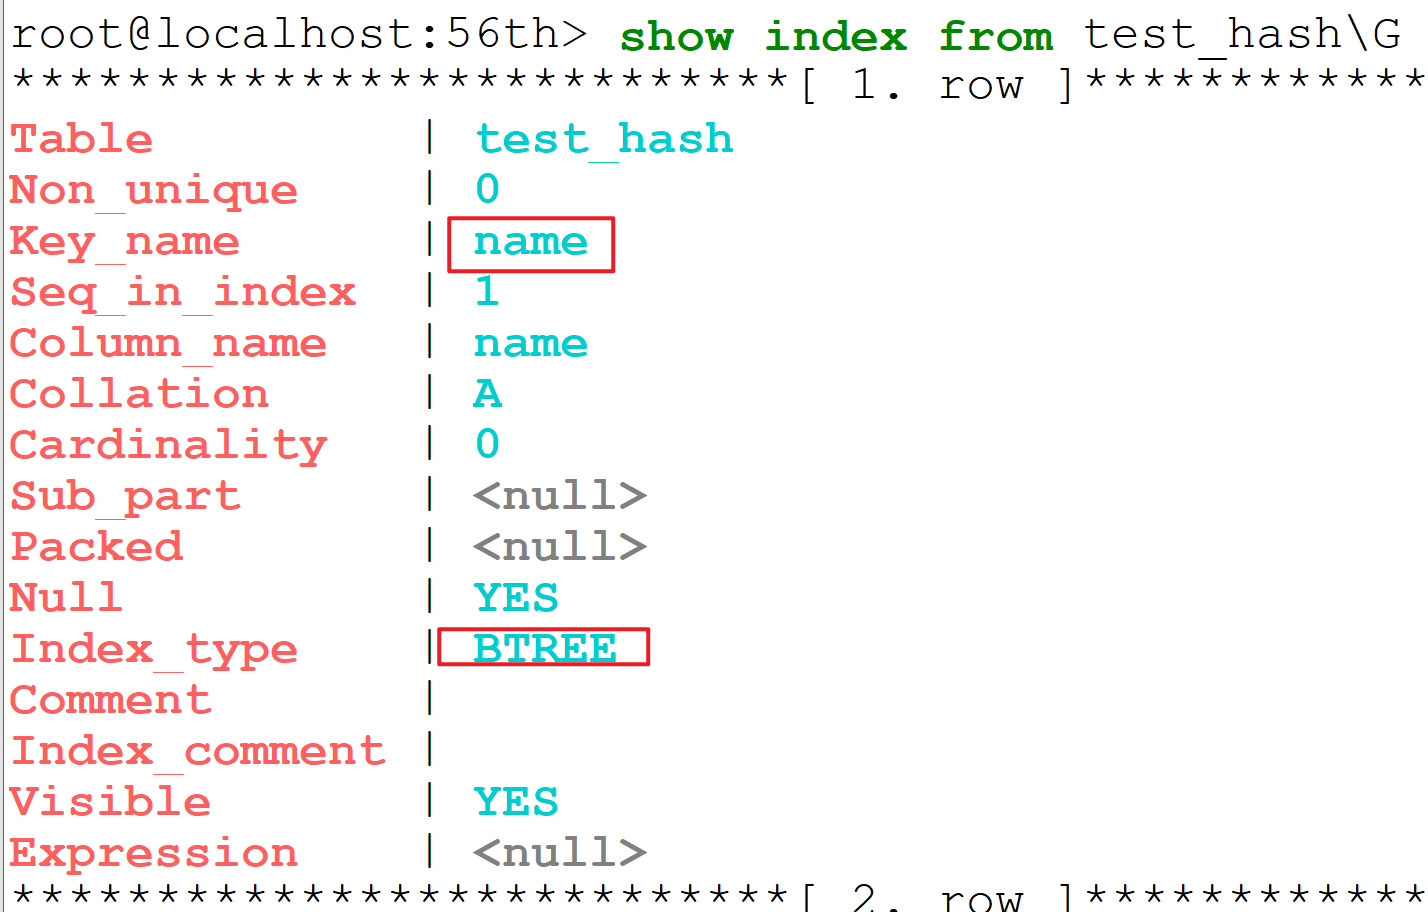 root@localhost:56th> show index from test_hash\G
***************************[ 1. row ]************
Table | test_hash
Non_unique | 0
Key_name | name
Seq_in_index | 1
Column_name | name
Collation | A
Cardinality | 0
Sub_part | <null>
Packed | <null>
Null | YES
Index_type | BTREE
Comment |
Index_comment |
Visible | YES
Expression | <null>
***************************[ 2. row ]************